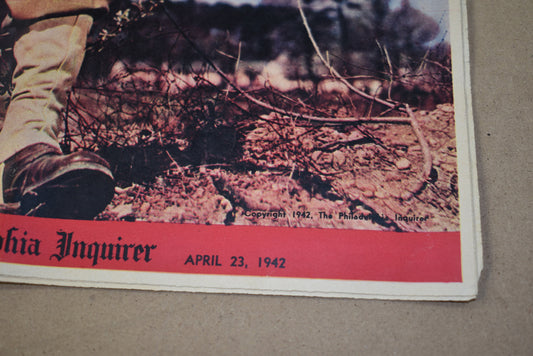 Copyright 1942, The Philadelphia Inquirer
phia Inquirer APRIL 23, 1942